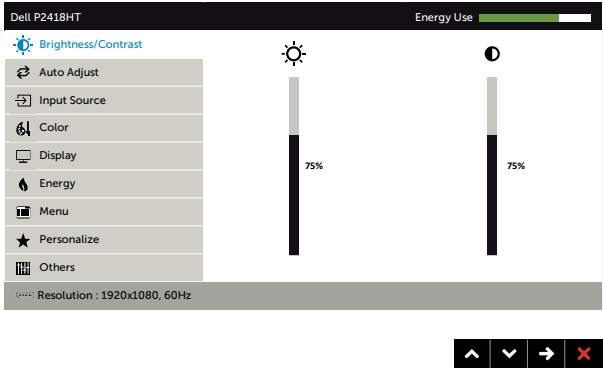 Dell P2418HT
Energy Use
Brightness/Contrast
Auto Adjust
Input Source
Color
Display
Energy
Menu
Personalize
Others
75%
75%
Resolution : 1920x1080, 60Hz